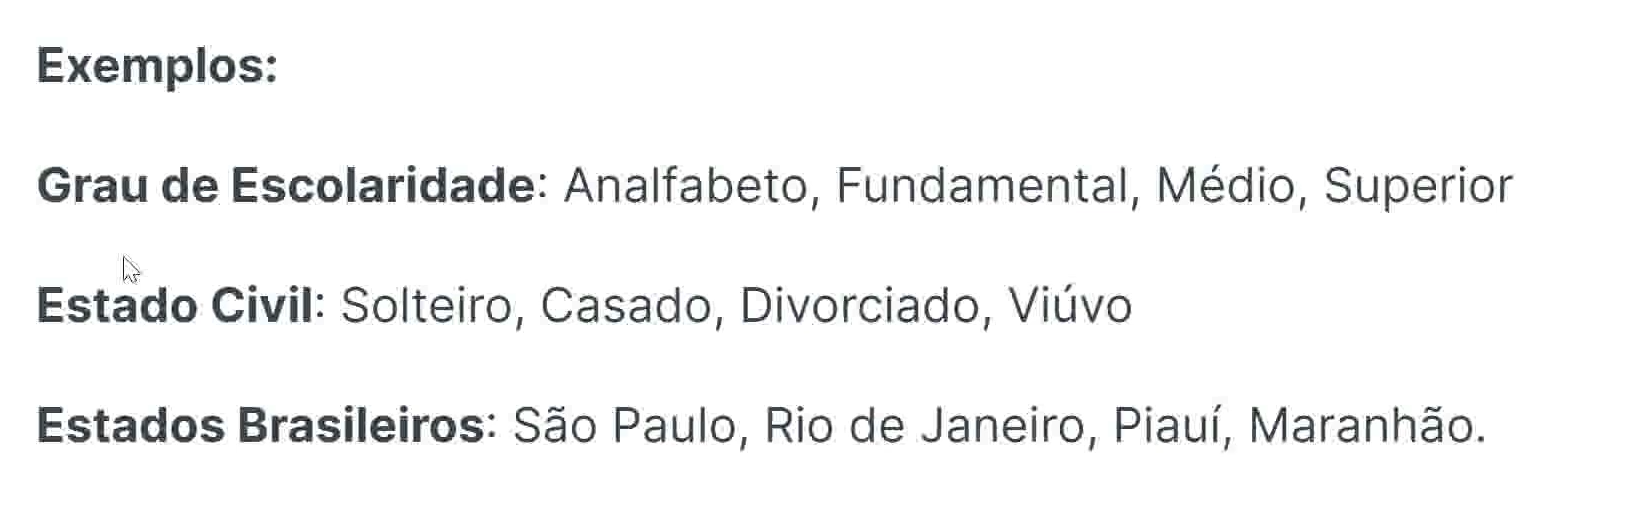 Exemplos:
Grau de Escolaridade: Analfabeto, Fundamental, Médio, Superior
Estado Civil: Solteiro, Casado, Divorciado, Viúvo
Estados Brasileiros: São Paulo, Rio de Janeiro, Piauí, Maranhão.